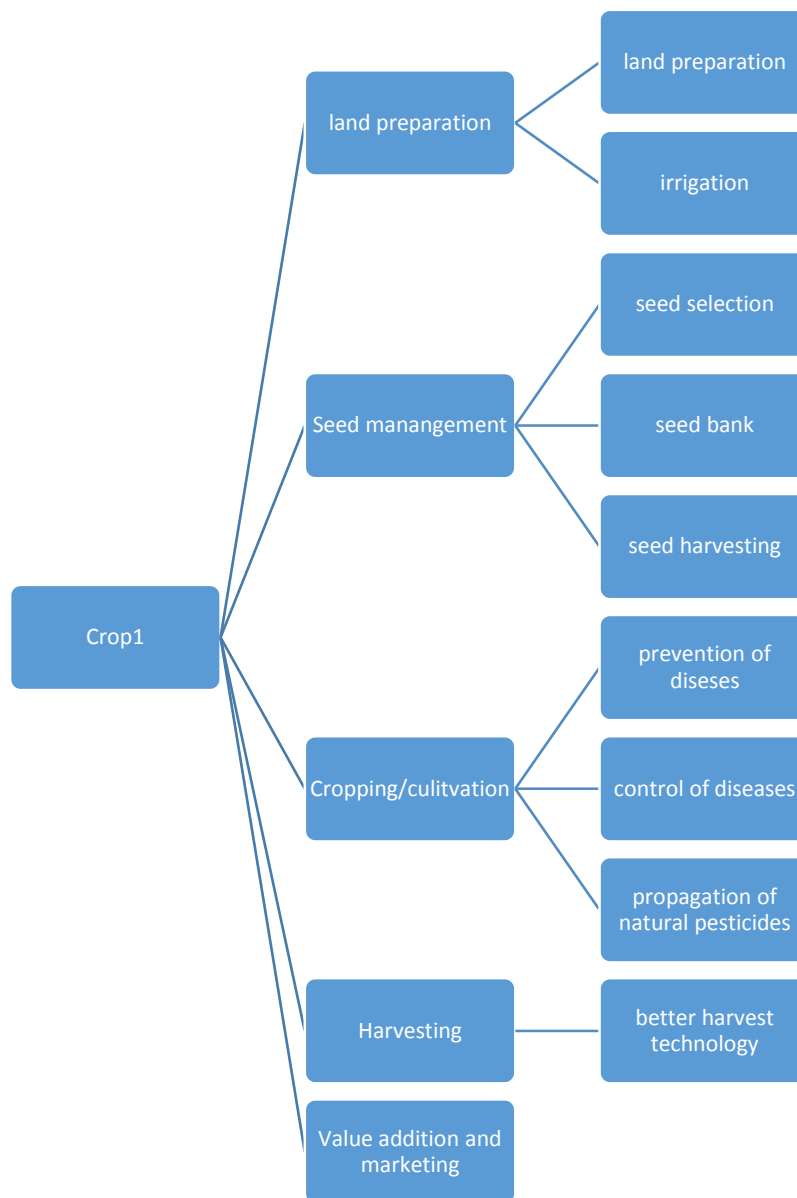 land preparation
land preparation
irrigation
seed selection
Seed manangement
seed bank
seed harvesting
Crop1
prevention of
diseses
Cropping/culitvation
control of diseases
propagation of
natural pesticides
Harvesting
better harvest
technology
Value addition and
marketing